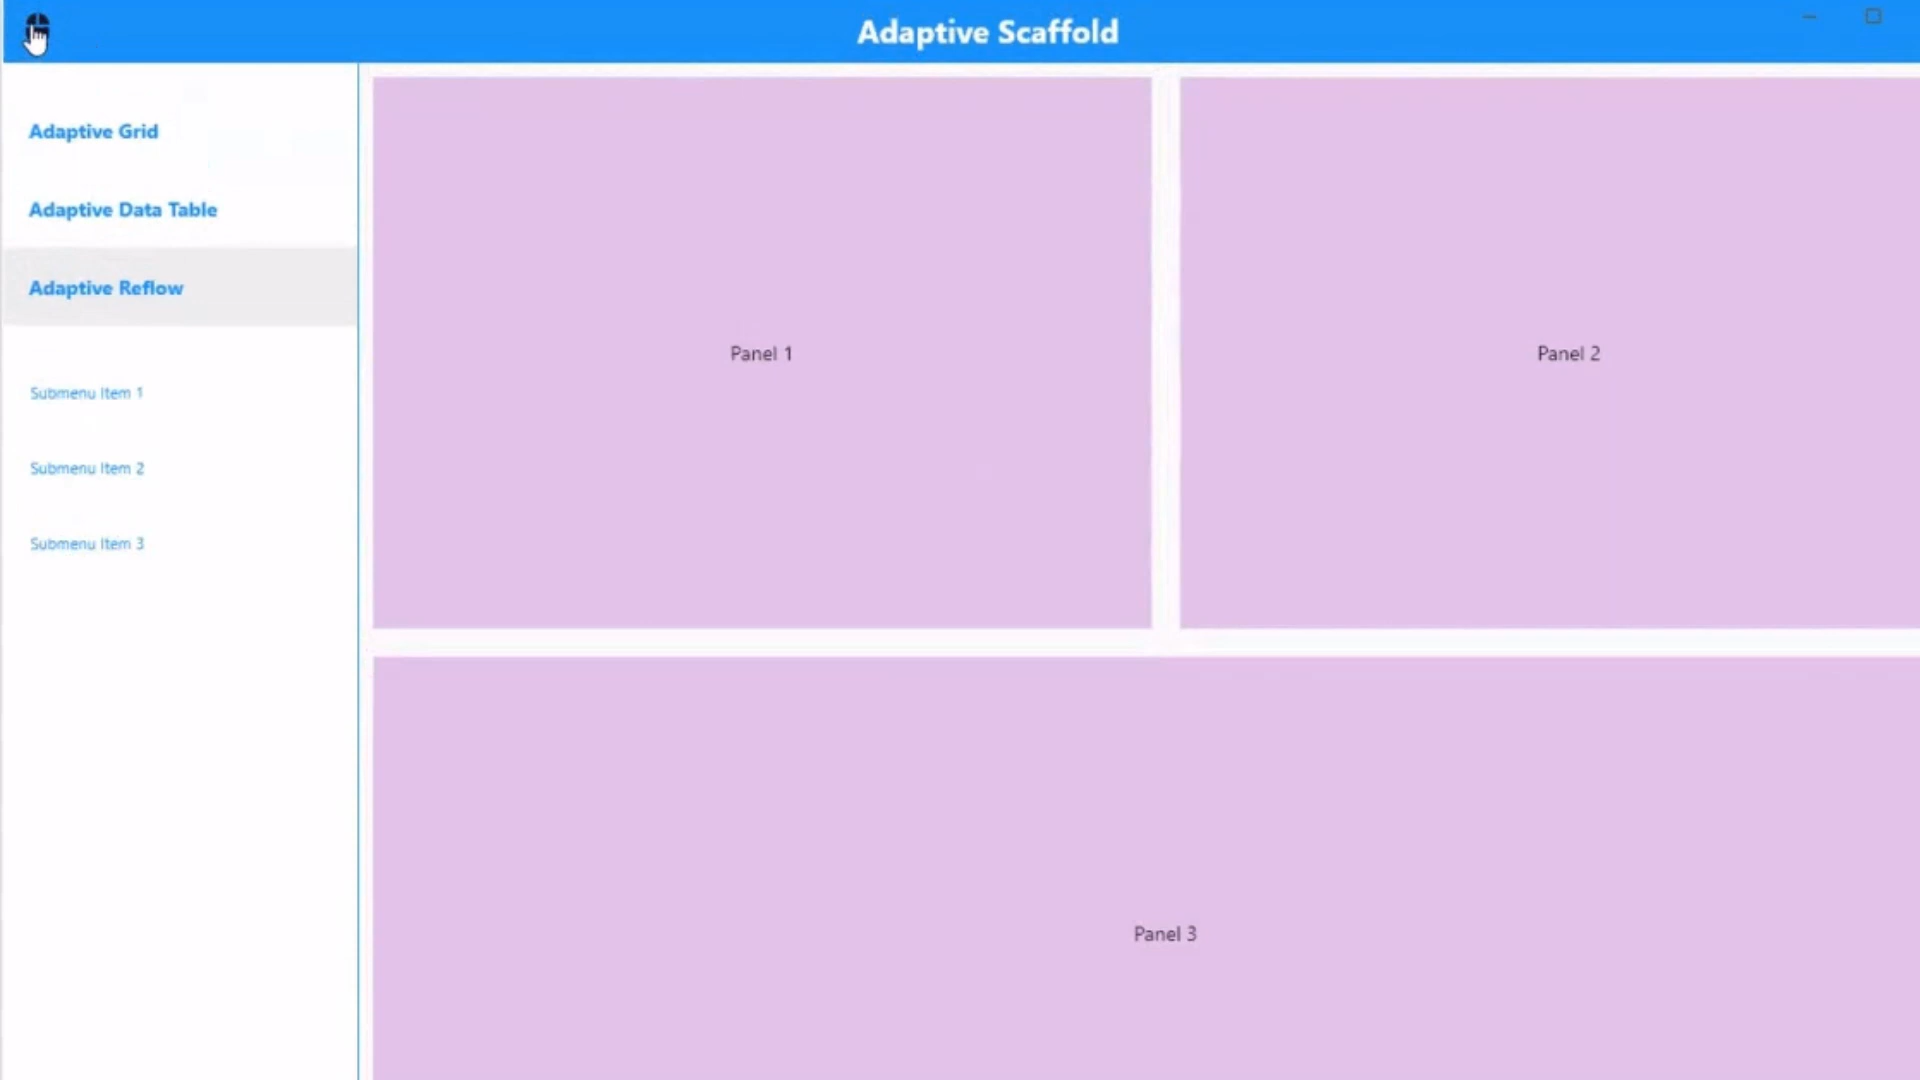 Adaptive Scaffold
Adaptive Grid
Adaptive Data Table
Adaptive Reflow
Submenu Item 1
Submenu Item 2
Submenu Item 3
Panel 1
Panel 2
Panel 3